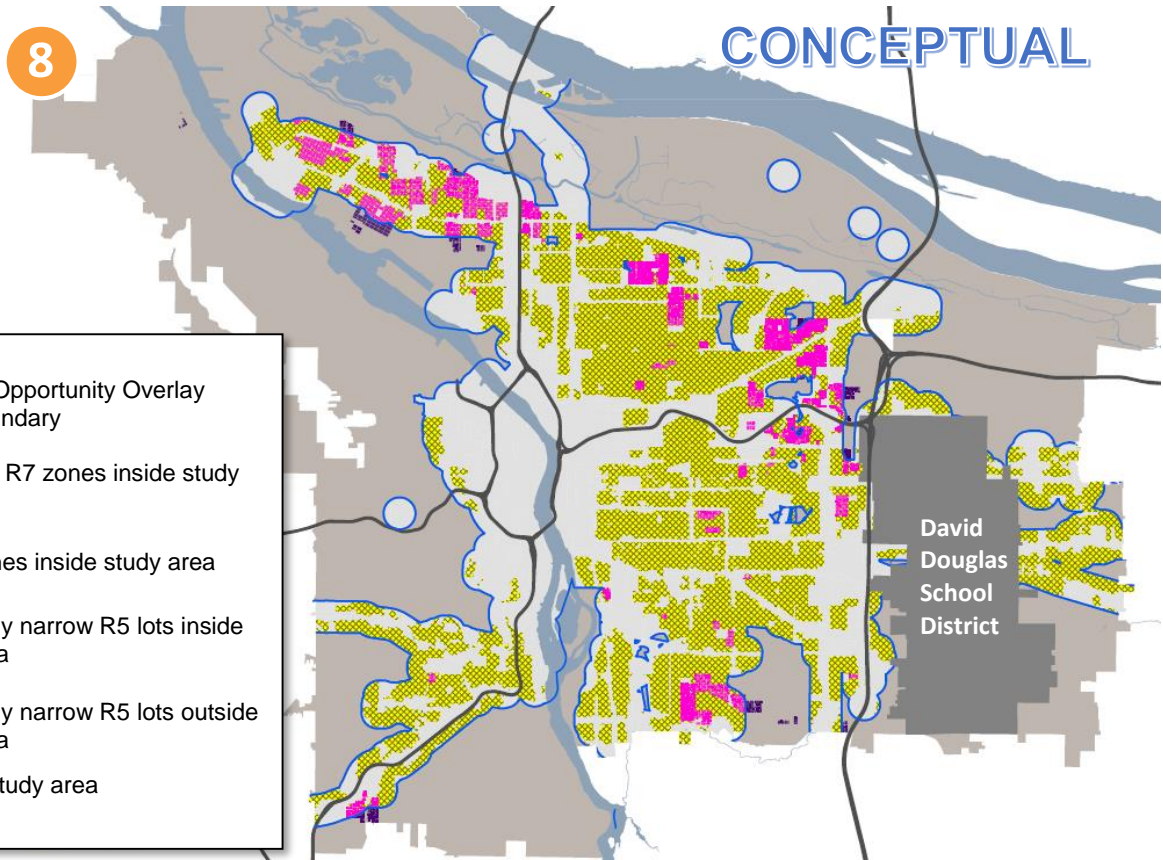 8
CONCEPTUAL
Opportunity Overlay
ndary
R7 zones inside study
nes inside study area
y narrow R5 lots inside
a
y narrow R5 lots outside
a
tudy area
David
Douglas
School
District